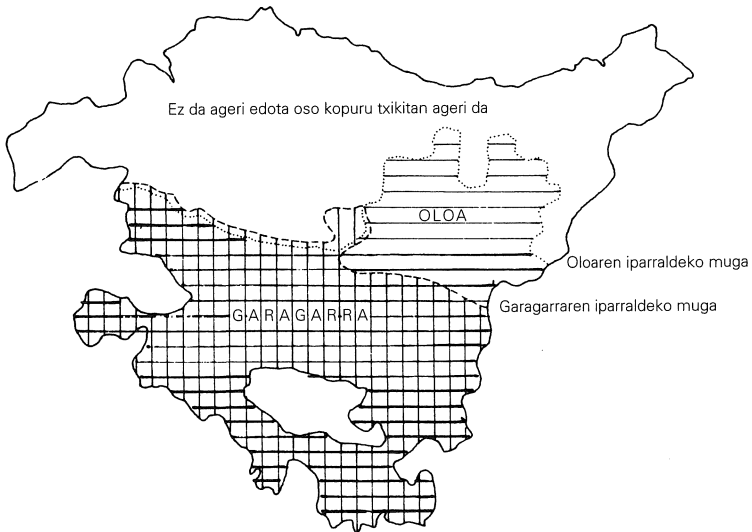 Ez da ageri edota oso kopuru txikitan ageri da
OLOA
Oloaren iparraldeko muga
Garagarraren iparraldeko muga
GARAGARRA